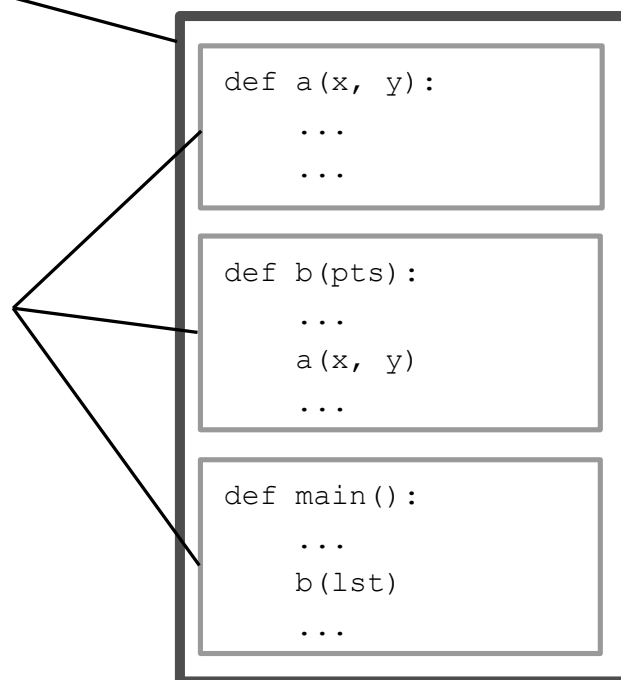 def a(x, y):
    ...
    ...
def b(pts):
    ...
    a(x, y)
    ...
def main():
    ...
    b(lst)
    ...